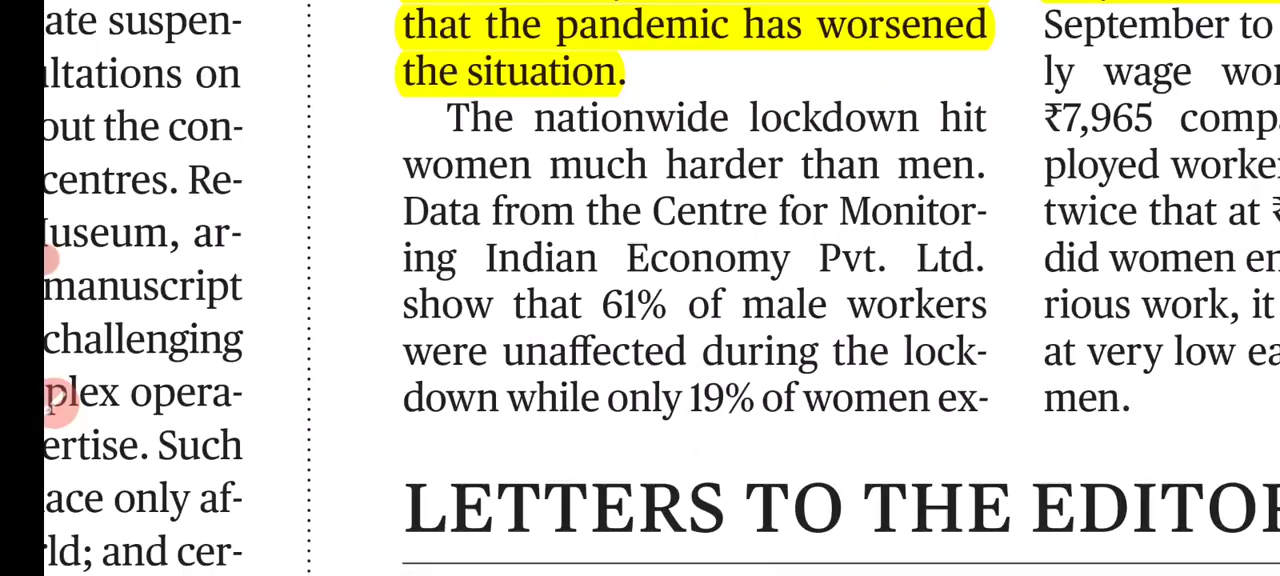 ate suspen-
ultations on
out the con-
centres. Re-
Museum, ar-
manuscript
challenging
plex opera-
ertise. Such
ace only af-
rld; and cer-
that the pandemic has worsened
the situation.
The nationwide lockdown hit
women much harder than men.
Data from the Centre for Monitor-
ing Indian Economy Pvt. Ltd.
show that 61% of male workers
were unaffected during the lock-
down while only 19% of women ex-
September to
ly wage wor
₹7,965 comp
ployed worke
twice that at ₹
did women en
rious work, it
at very low ea
men.
LETTERS TO THE EDITOR